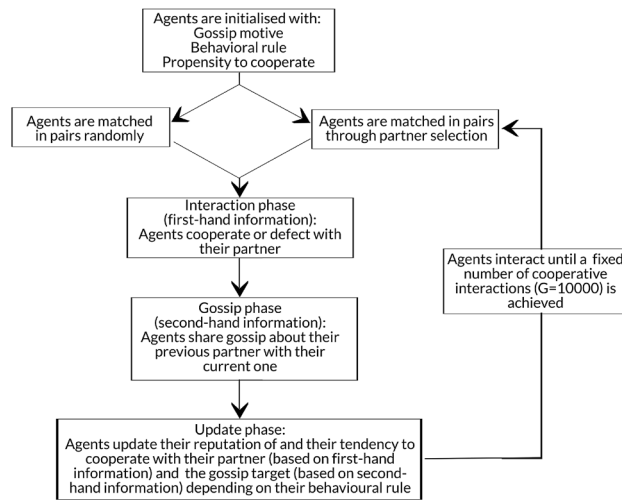 Agents are initialised with:
Gossip motive
Behavioral rule
Propensity to cooperate
Agents are matched
in pairs randomly
Agents are matched in pairs
through partner selection
Interaction phase
(first-hand information):
Agents cooperate or defect with
their partner
Agents interact until a fixed
number of cooperative
interactions (G=10000) is
achieved
Gossip phase
(second-hand information):
Agents share gossip about their
previous partner with their
current one
Update phase:
Agents update their reputation of and their tendency to
cooperate with their partner (based on first-hand
information) and the gossip target (based on second-
hand information) depending on their behavioural rule